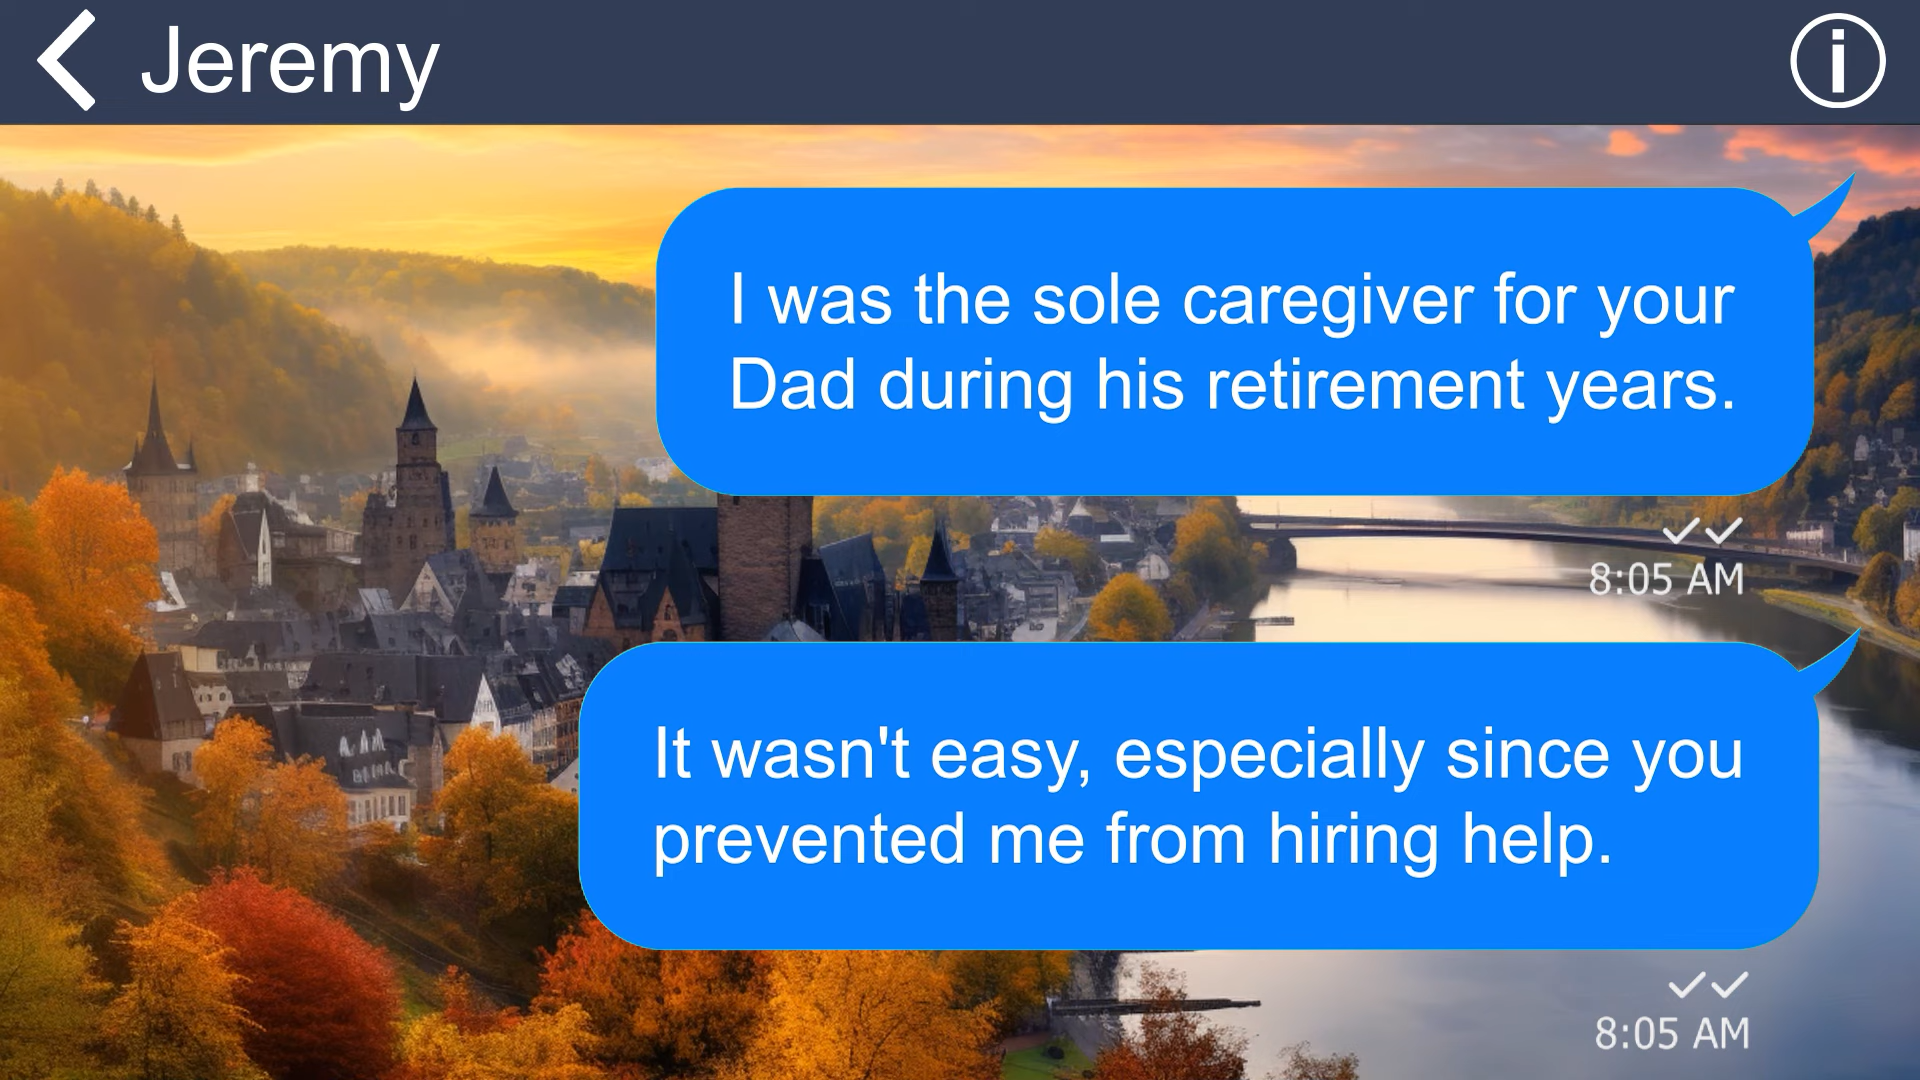 Jeremy
I was the sole caregiver for your
Dad during his retirement years.
8:05 AM
It wasn't easy, especially since you
prevented me from hiring help.
8:05 AM